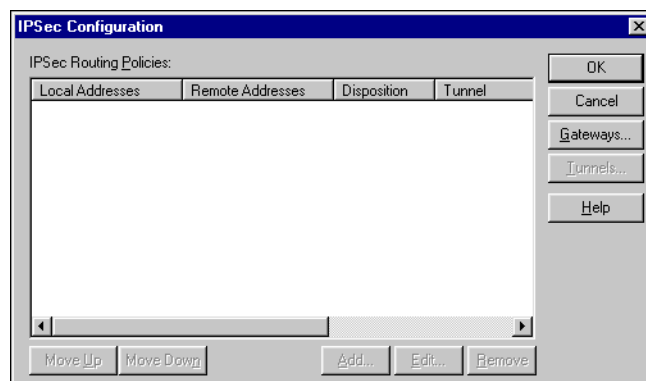 IPSec Configuration
IPSec Routing Policies:
Local Addresses Remote Addresses Disposition Tunnel
OK
Cancel
Gateways...
Tunnels...
Help
Move Up Move Down Add... Edit... Remove